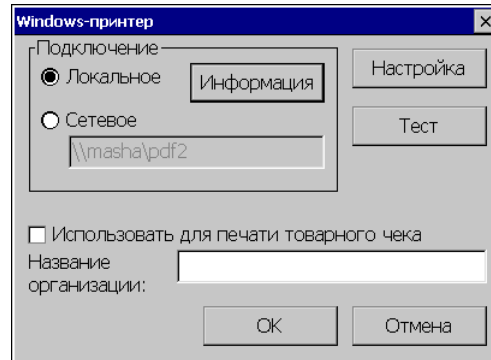 Windows-принтер
Подключение
Локальное
Информация
Настройка
Сетевое
Тест
\\masha\pdf2
Использовать для печати товарного чека
Название
организации:
OK
Отмена